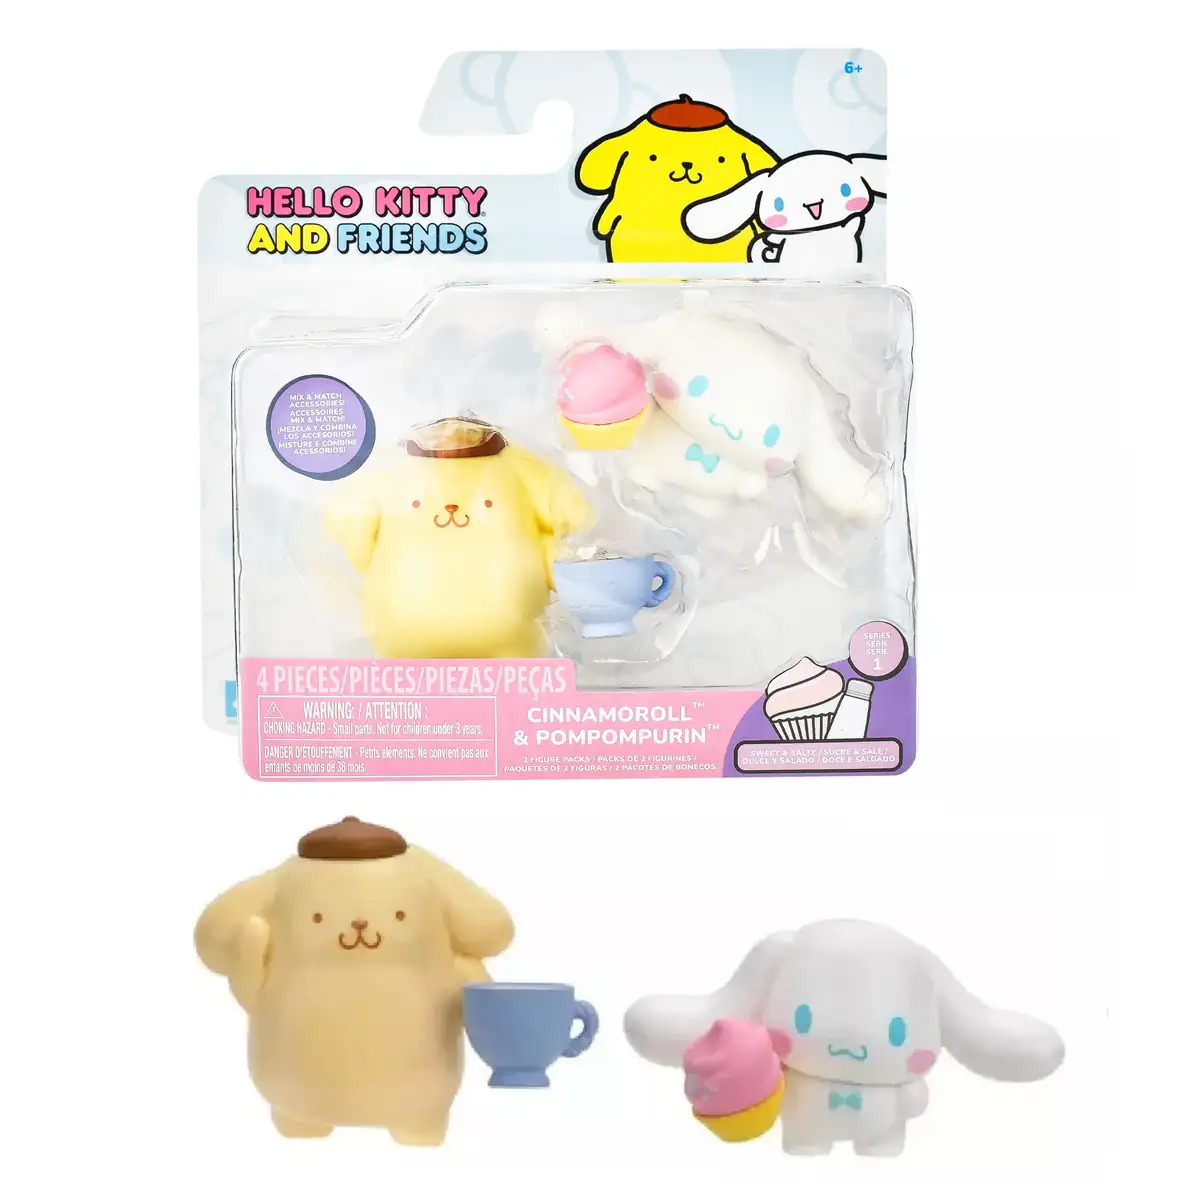 6+
HELLO KITTY®
AND FRIENDS
MIX & MATCH
ACCESSORIES!
ACCESSOIRES
MIX & MATCH!
¡MEZCLA Y COMBINA
LOS ACCESORIOS!
MISTURE E COMBINE
ACESSÓRIOS!
4 PIECES/PIÈCES/PIEZAS/PEÇAS
WARNING: / ATTENTION :
CHOKING HAZARD - Small parts. Not for children under 3 years.
DANGER D'ÉTOUFFEMENT - Petits éléments. Ne convient pas aux
enfants de moins de 36 mois.
CINNAMOROLL™
& POMPOMPURIN™
2 FIGURE PACKS / PACKS DE 2 FIGURINES /
PAQUETES DE 2 FIGURAS / 2 PACOTES DE BONECOS
SERIES
SÉRIE
SERIE
1
SWEET & SALTY / SUCRÉ & SALÉ /
DULCE Y SALADO / DOCE E SALGADO